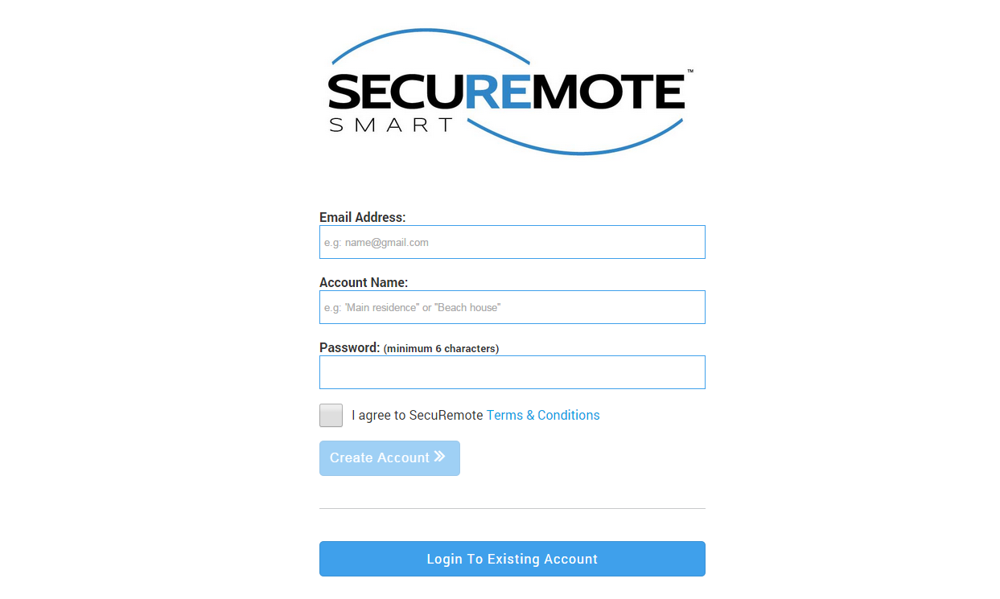 SECUREMOTE™
SMART
Email Address:
e.g: name@gmail.com
Account Name:
e.g: 'Main residence" or "Beach house"
Password: (minimum 6 characters)
I agree to SecuRemote Terms & Conditions
Create Account »
Login To Existing Account